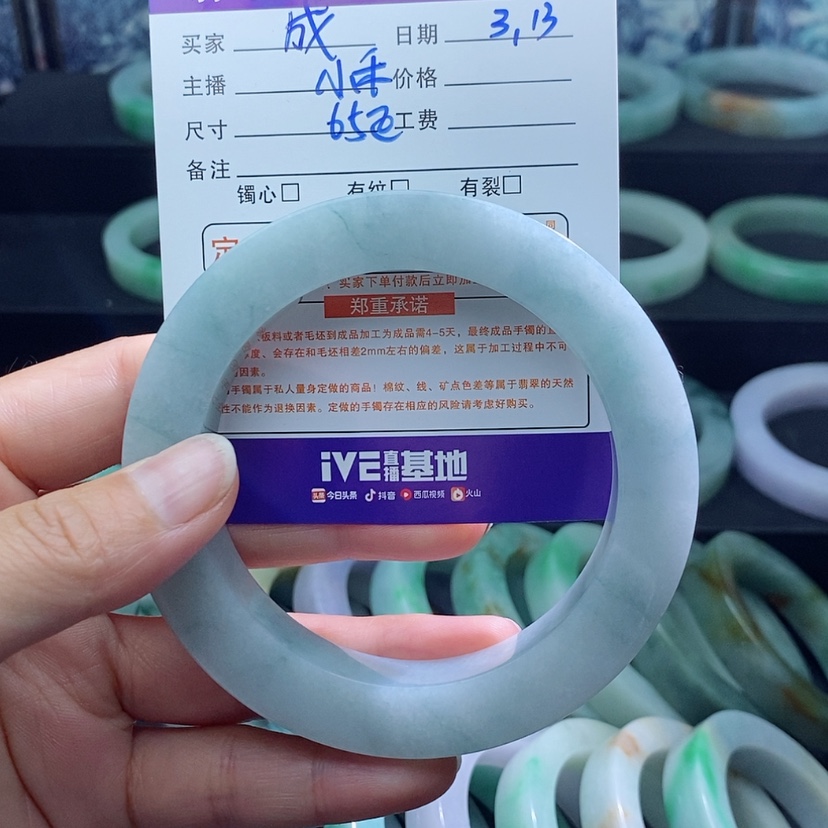 买家 成 日期 3,13
主播 小禾 价格
尺寸 65 工费
备注
镯心□ 有纹□ 有裂□
定
买家下单付款后立即加
郑重承诺
板料或者毛坯到成品加工为成品需4-5天，最终成品手镯的
度、会存在和毛坯相差2mm左右的偏差，这属于加工过程中不可
因素。
手镯属于私人量身定做的商品！棉纹、线、矿点色差等属于翡翠的天然
性不能作为退换因素。定做的手镯存在相应的风险请考虑好购买。
iVE直播基地
头条 今日头条 抖音 西瓜视频 火山